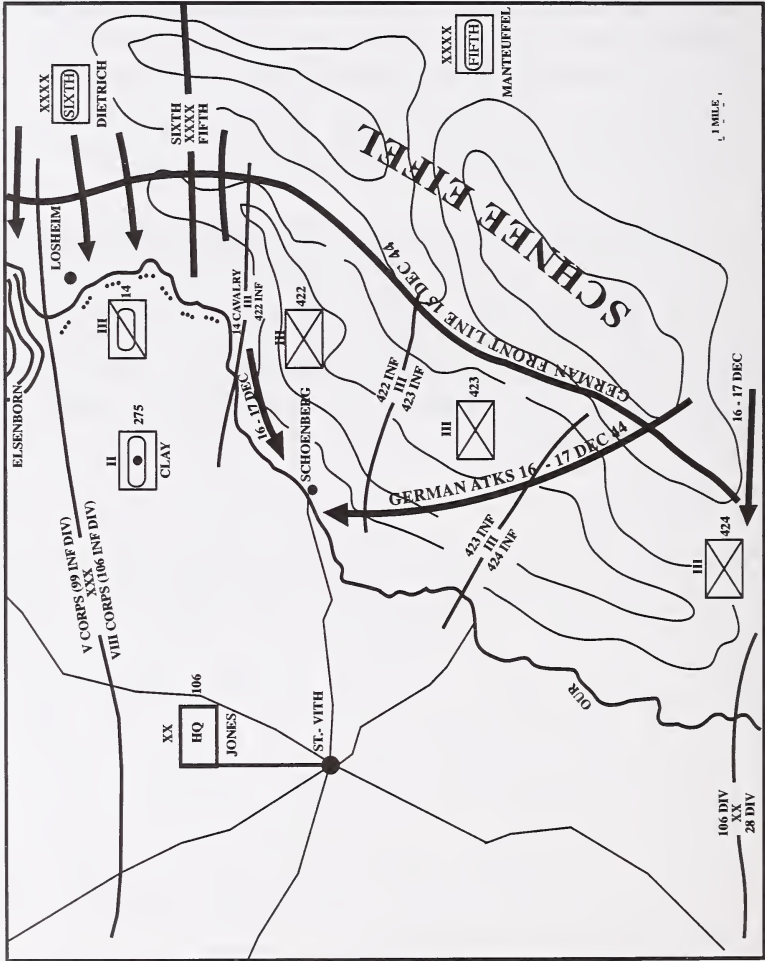 XXXX
SIXTH
DIETRICH
SIXTH
XXXX
FIFTH
XXXX
FIFTH
MANTEUFFEL
SCHNEE EIFEL
1 MILE
LOSHEIM
ELSENBORN
III
14
14 CAVALRY
III
422 INF
III
422
GERMAN FRONT LINE 15 DEC 44
II
275
CLAY
16 - 17 DEC
SCHOENBERG
422 INF
III
423 INF
III
423
GERMAN ATKS 16 - 17 DEC 44
16 - 17 DEC
423 INF
III
424 INF
III
424
V CORPS (99 INF DIV)
XXX
VIII CORPS (106 INF DIV)
XX
HQ
106
JONES
ST.- VITH
OUR
106 DIV
XX
28 DIV